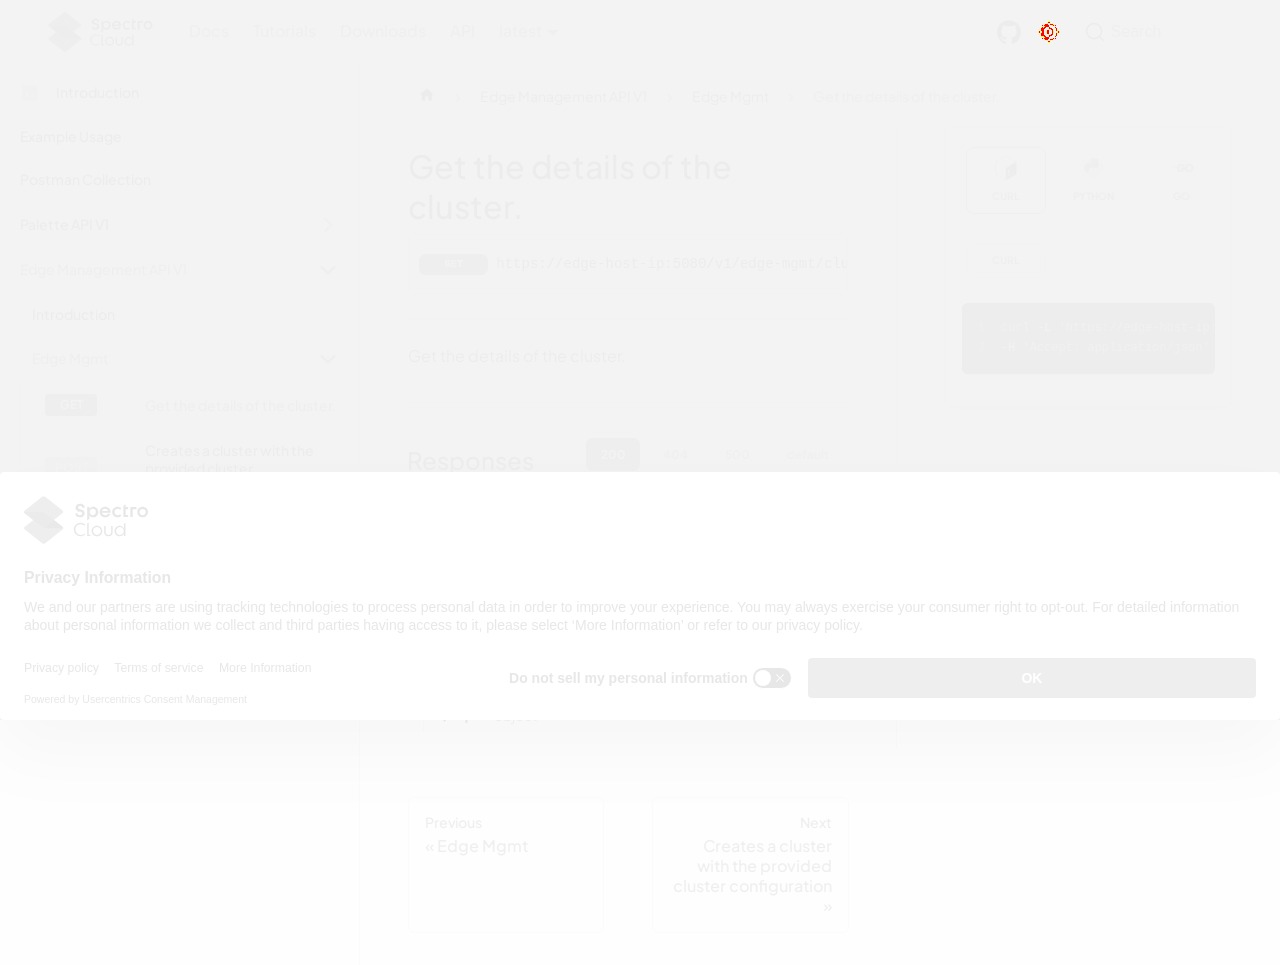 Spectro Cloud
Docs Tutorials Downloads API latest
Search
Introduction
Example Usage
Postman Collection
Palette API V1
Edge Management API V1
Introduction
Edge Mgmt
GET Get the details of the cluster.
Creates a cluster with the
provided cluster
Edge Management API V1
Edge Mgmt
Get the details of the cluster.
Get the details of the
cluster.
GET https://edge-host-ip:5080/v1/edge-mgmt/clu
Get the details of the cluster.
Responses
200
CURL
PYTHON
GO
CURL
Spectro
Cloud
Privacy Information
We and our partners are using tracking technologies to process personal data in order to improve your experience. You may always exercise your consumer right to opt-out. For detailed information
about personal information we collect and third parties having access to it, please select ‘More Information’ or refer to our privacy policy.
Privacy policy Terms of service More Information
Powered by Usercentrics Consent Management
Do not sell my personal information
OK
Previous
« Edge Mgmt
Next
Creates a cluster
with the provided
cluster configuration
»